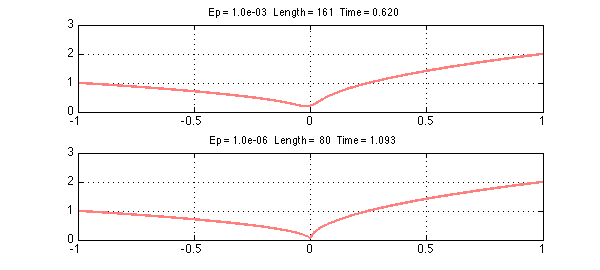 Ep = 1.0e-03 Length = 161 Time = 0.620
3
2
1
0
-1 -0.5 0 0.5 1
Ep = 1.0e-06 Length = 80 Time = 1.093
3
2
1
0
-1 -0.5 0 0.5 1